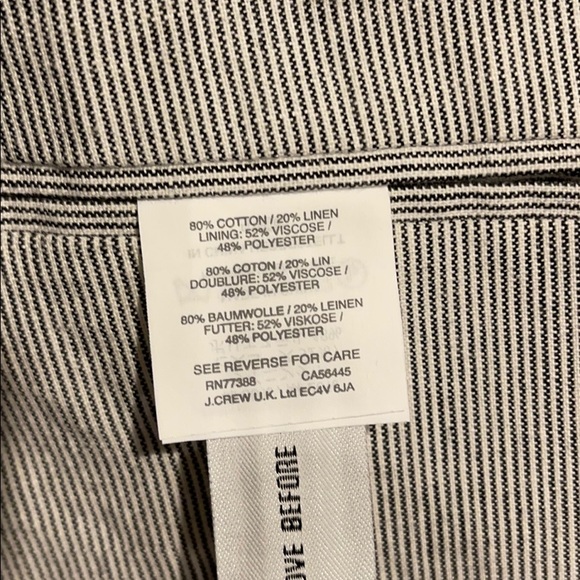 80% COTTON / 20% LINEN
LINING: 52% VISCOSE /
48% POLYESTER
80% COTON / 20% LIN
DOUBLURE: 52% VISCOSE /
48% POLYESTER
80% BAUMWOLLE / 20% LEINEN
FUTTER: 52% VISKOSE /
48% POLYESTER
SEE REVERSE FOR CARE
RN77388 CA56445
J.CREW U.K. Ltd EC4V 6JA
BEFORE